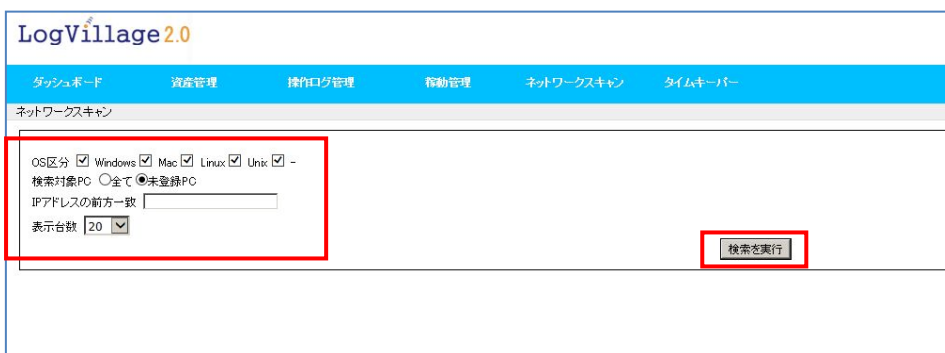 LogVillage 2.0
ダッシュボード 資産管理 操作ログ管理 稼動管理 ネットワークスキャン タイムキーパー
ネットワークスキャン
OS区分 Windows Mac Linux Unix -
検索対象PC 全て 未登録PC
IPアドレスの前方一致
表示台数 20
検索を実行